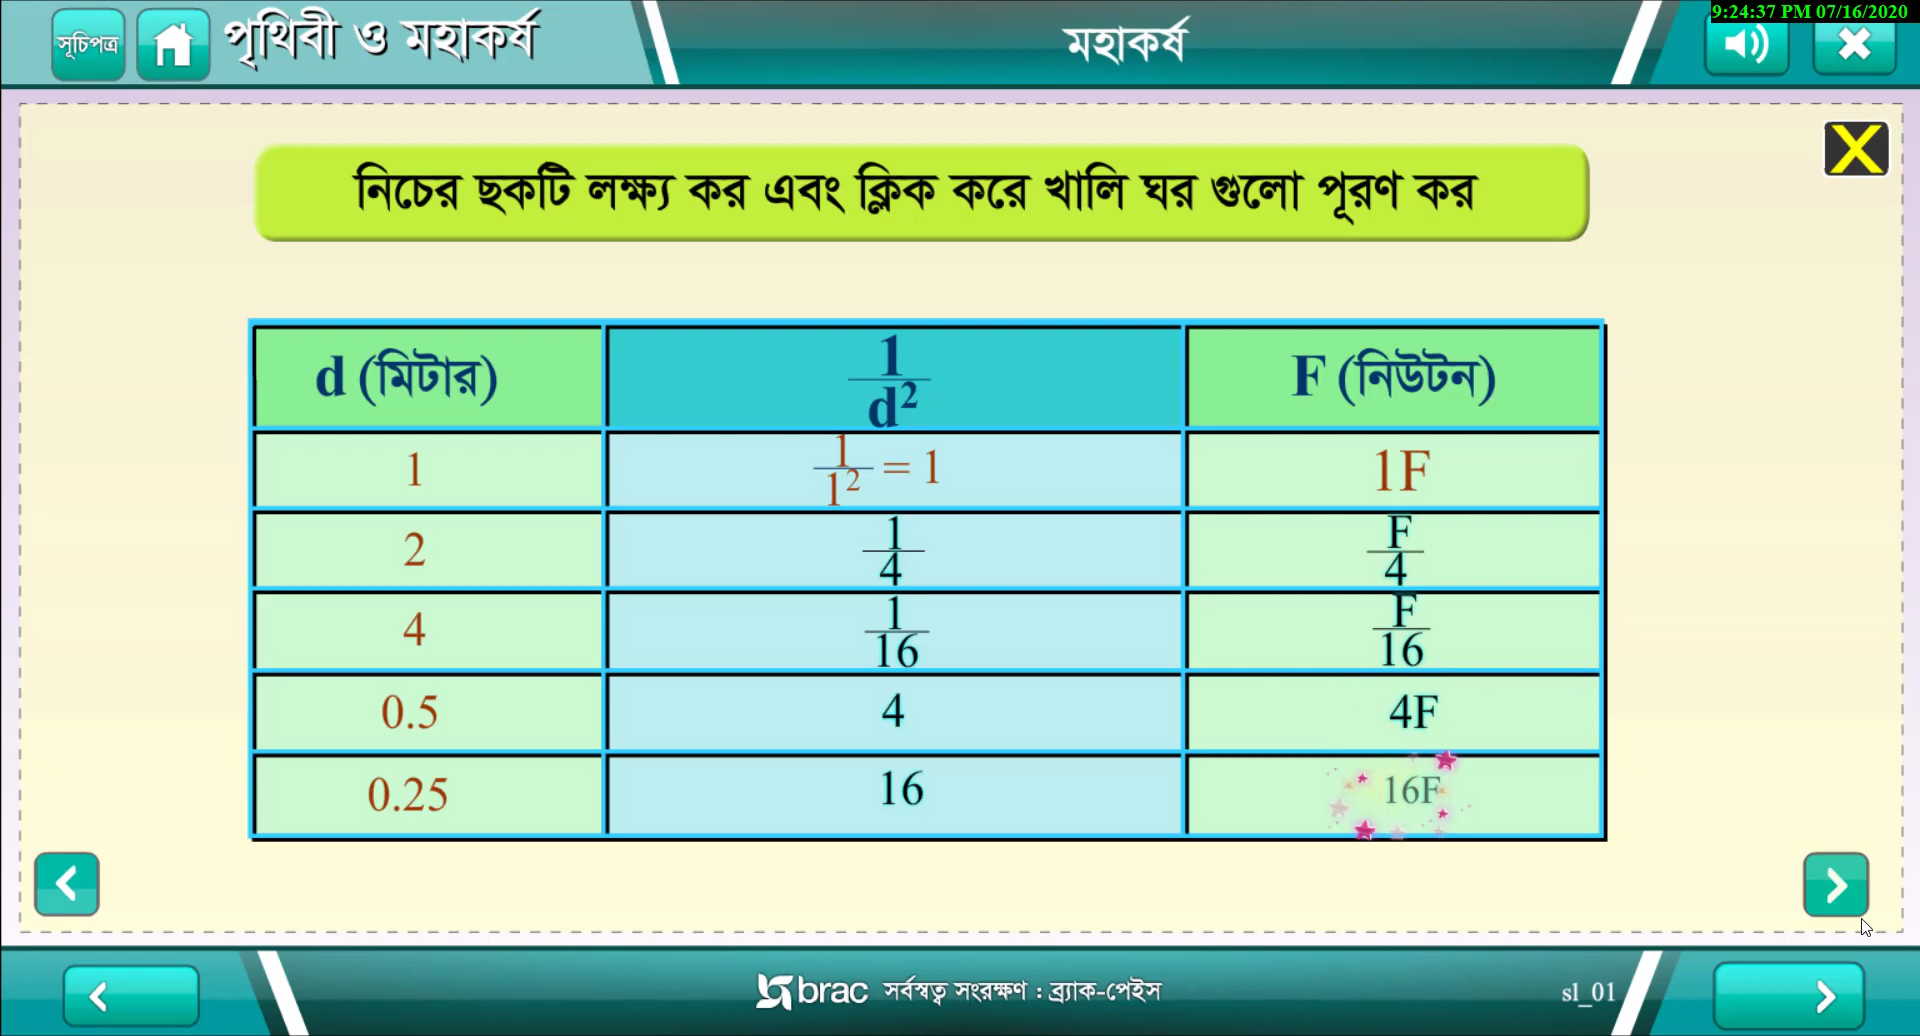 9:24:37 PM 07/16/2020
সূচিপত্র
পৃথিবী ও মহাকর্ষ
মহাকর্ষ
X
নিচের ছকটি লক্ষ্য কর এবং ক্লিক করে খালি ঘর গুলো পূরণ কর
d (মিটার) 1/d² F (নিউটন)
1 1/1² = 1 1F
2 1/4 F/4
4 1/16 F/16
0.5 4 4F
0.25 16 16F
brac সর্বস্বত্ব সংরক্ষণ : ব্র্যাক-পেইস
sl_01